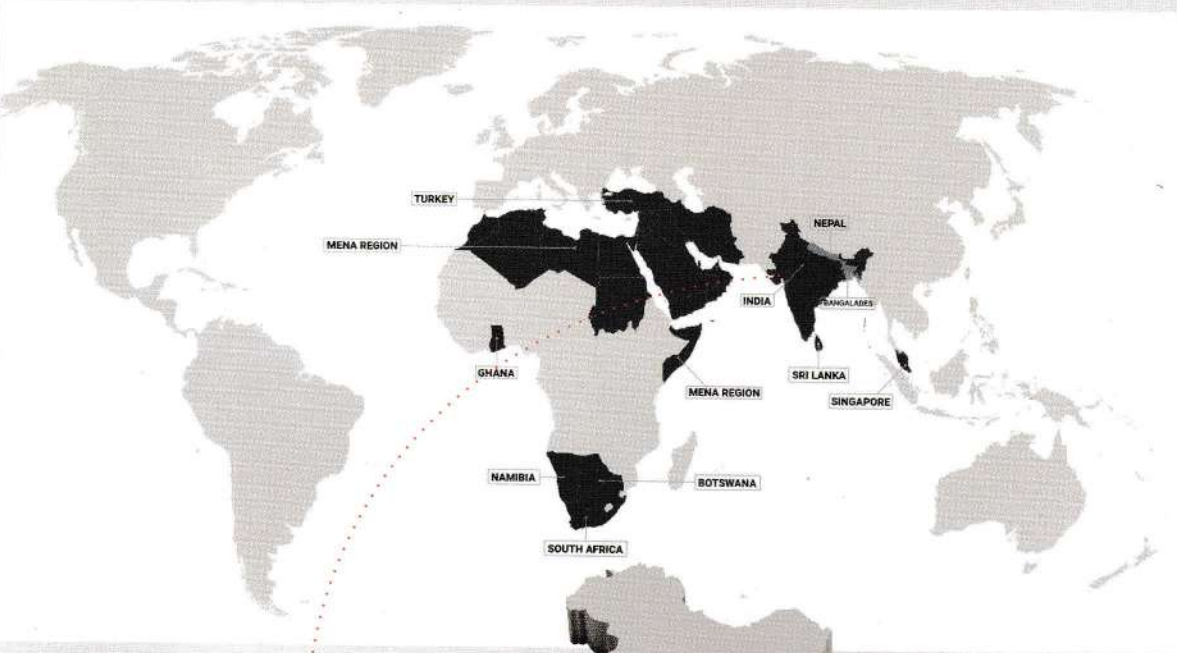 TURKEY
NEPAL
MENA REGION
INDIA
BANGALADES
GHANA
SRI LANKA
MENA REGION
SINGAPORE
NAMIBIA
BOTSWANA
SOUTH AFRICA